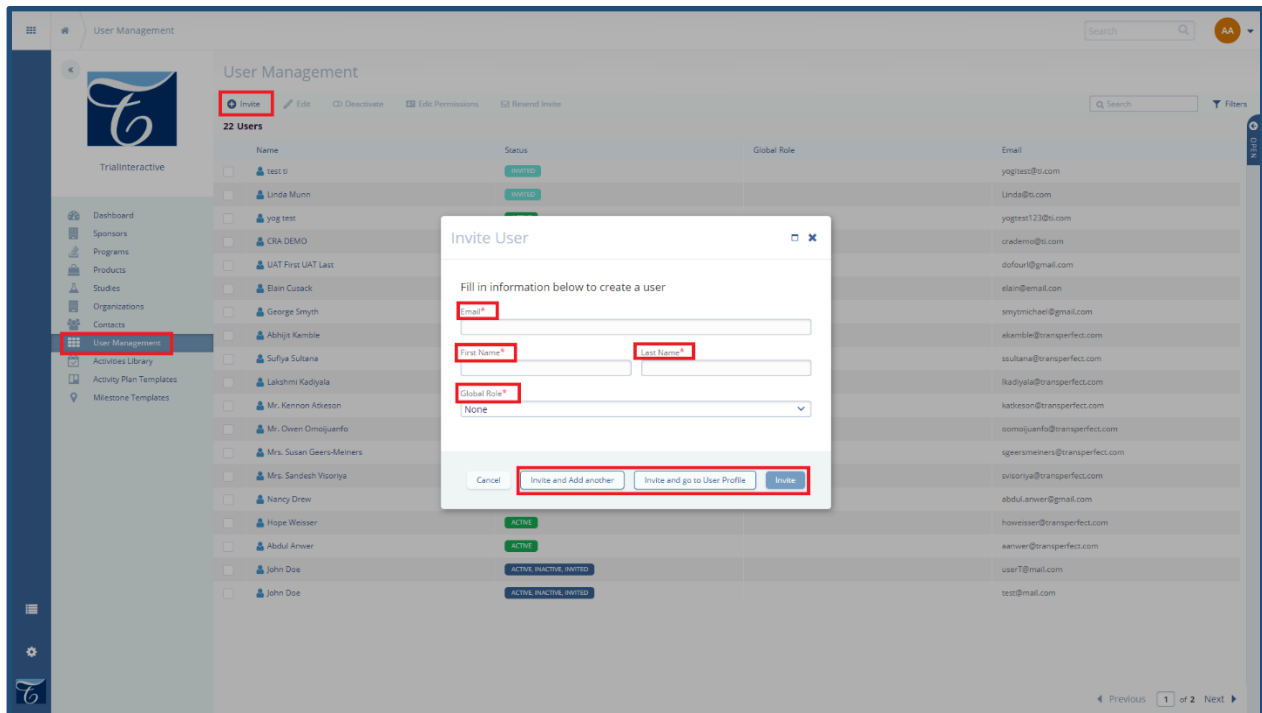 User Management
Search
AA
User Management
Invite Edit Deactivate Edit Permissions Resend Invite
Search
Filters
22 Users
OPEN
TrialInteractive
Dashboard
Sponsors
Programs
Products
Studies
Organizations
Contacts
User Management
Activities Library
Activity Plan Templates
Milestone Templates
Name Status Global Role Email
test ti INVITED yogitest@ti.com
Linda Munn INVITED Linda@ti.com
yog test yogtest123@ti.com
CRA DEMO crademo@ti.com
UAT First UAT Last dofourl@gmail.com
Elain Cusack elain@email.con
George Smyth smytmichael@gmail.com
Abhijit Kamble akamble@transperfect.com
Sufiya Sultana ssultana@transperfect.com
Lakshmi Kadiyala lkadiyala@transperfect.com
Mr. Kennon Atkeson katkeson@transperfect.com
Mr. Owen Omoijuanfo oomoijuanfo@transperfect.com
Mrs. Susan Geers-Meiners sgeersmeiners@transperfect.com
Mrs. Sandesh Visoriya svisoriya@transperfect.com
Nancy Drew abdul.anwer@gmail.com
Hope Weisser ACTIVE howeisser@transperfect.com
Abdul Anwer ACTIVE aanwer@transperfect.com
John Doe ACTIVE, INACTIVE, INVITED userT@mail.com
John Doe ACTIVE, INACTIVE, INVITED test@mail.com
Invite User
Fill in information below to create a user
Email*
First Name* Last Name*
Global Role*
None
Cancel Invite and Add another Invite and go to User Profile Invite
Previous 1 of 2 Next